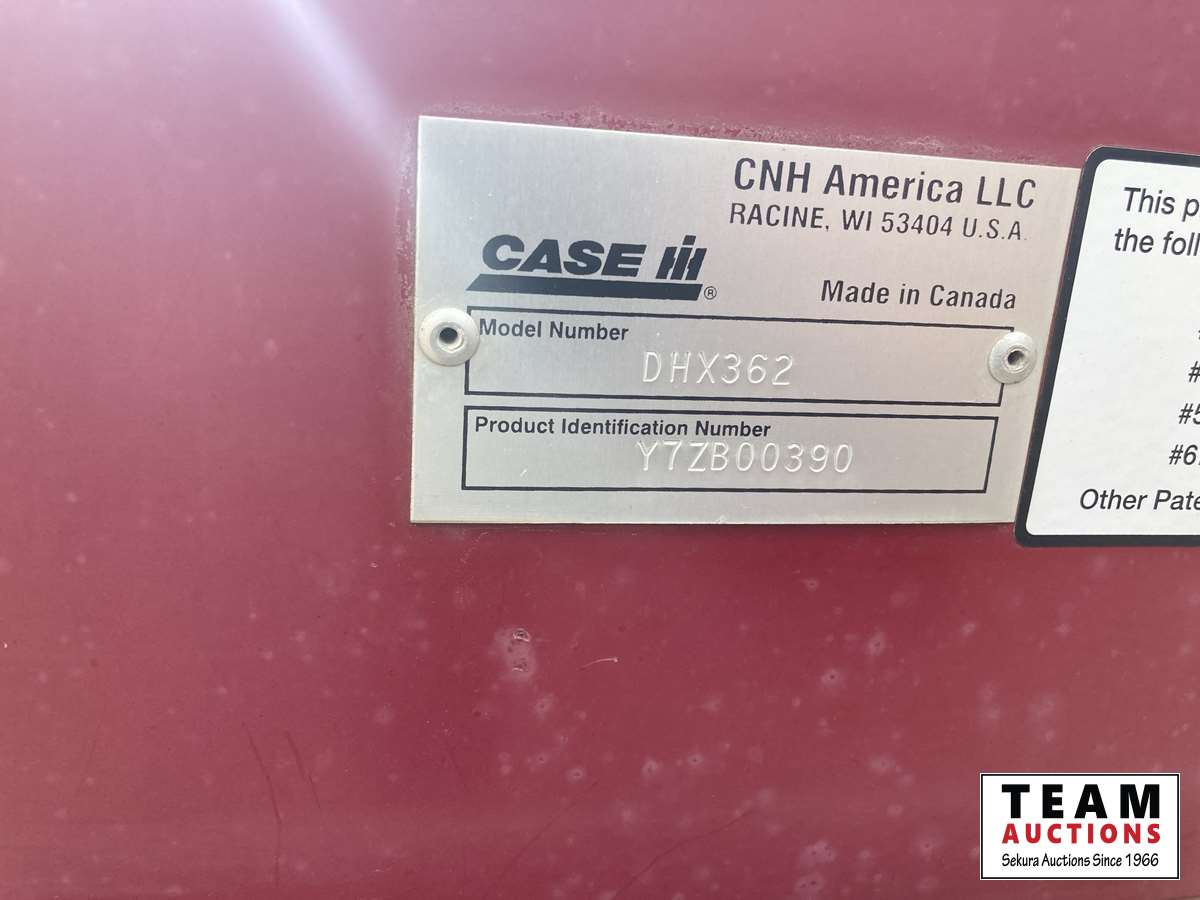 CNH America LLC
RACINE, WI 53404 U.S.A.
CASE IH®
Made in Canada
Model Number
DHX362
Product Identification Number
Y7ZB00390
This p
the foll
#
#5
#6
Other Pate
TEAM
AUCTIONS
Sekura Auctions Since 1966